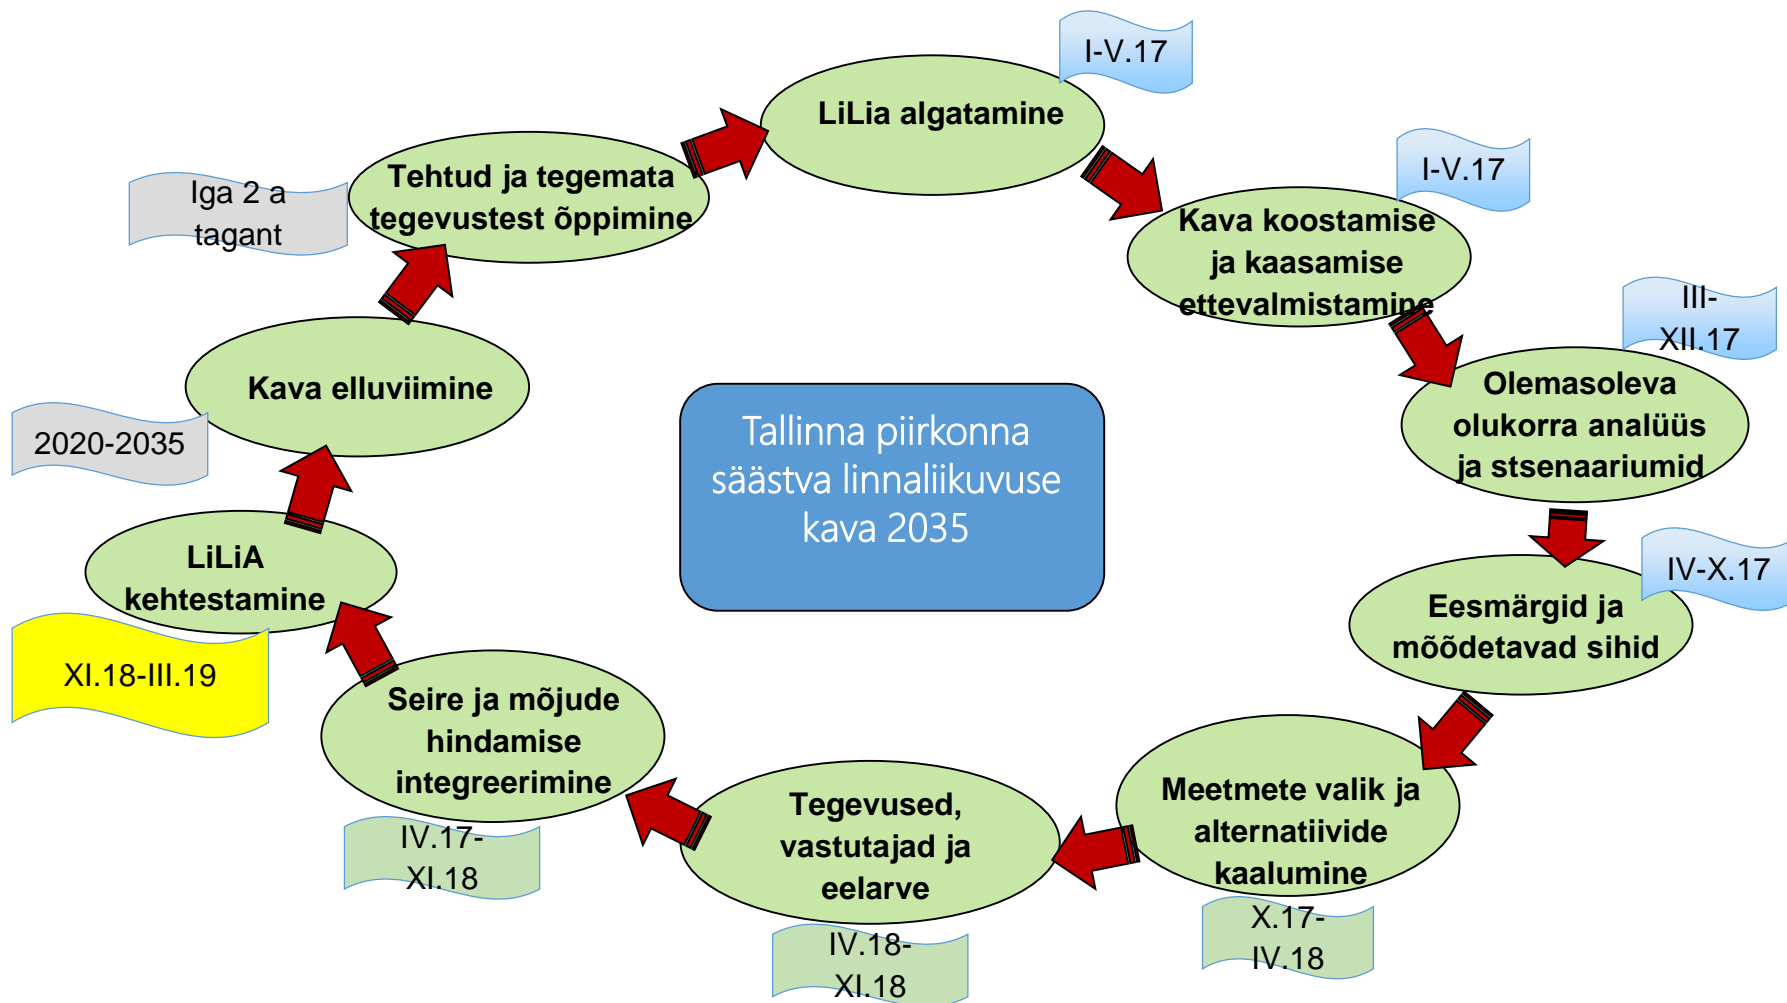 I-V.17
LiLia algatamine
I-V.17
Kava koostamise
ja kaasamise
ettevalmistamine
III-
XII.17
Olemasoleva
olukorra analüüs
ja stsenaariumid
IV-X.17
Eesmärgid ja
mõõdetavad sihid
Meetmete valik ja
alternatiivide
kaalumine
X.17-
IV.18
Tegevused,
vastutajad ja
eelarve
IV.18-
XI.18
Seire ja mõjude
hindamise
integreerimine
IV.17-
XI.18
LiLiA
kehtestamine
XI.18-III.19
Kava elluviimine
2020-2035
Tehtud ja tegemata
tegevustest õppimine
Iga 2 a
tagant
Tallinna piirkonna
säästva linnaliikuvuse
kava 2035